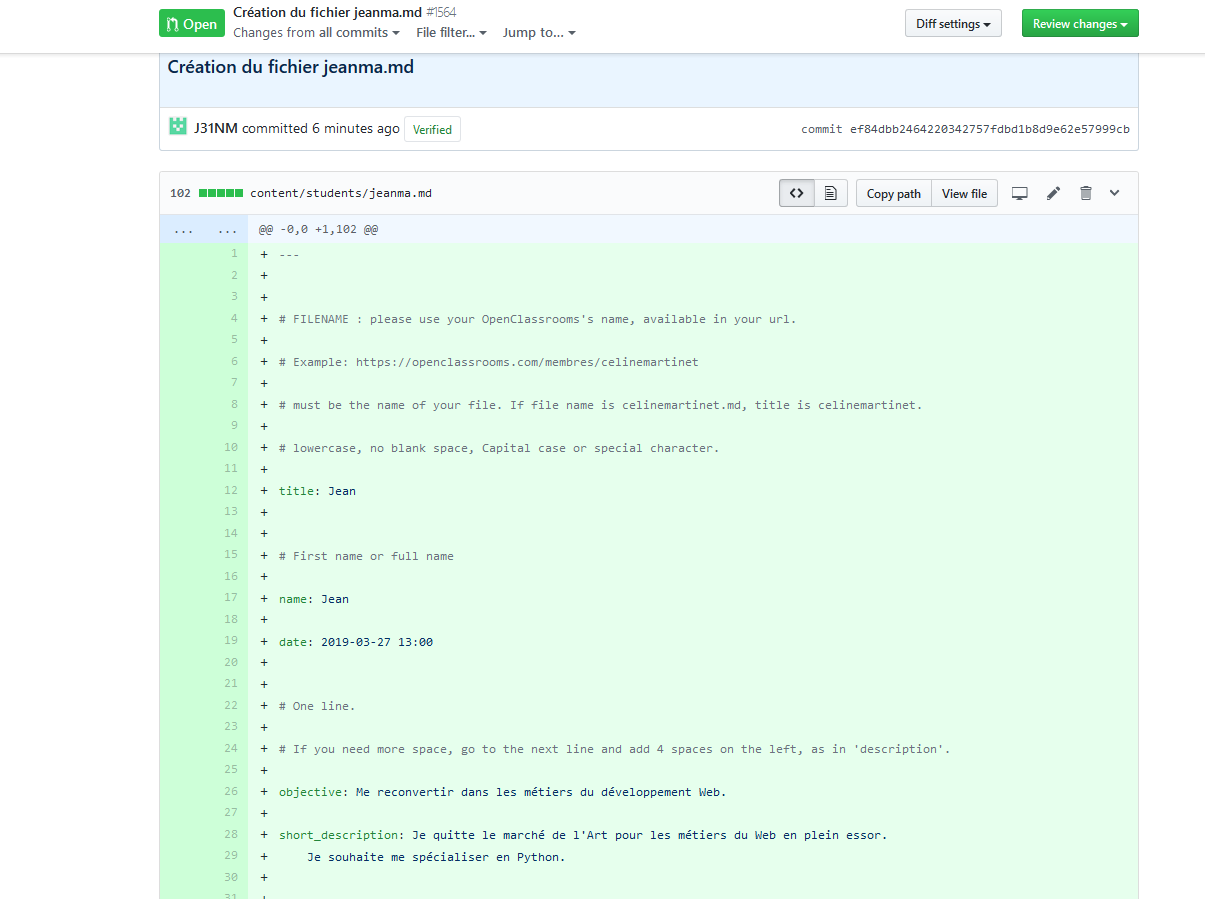 Open Création du fichier jeanma.md #1564
Changes from all commits File filter... Jump to...
Diff settings Review changes
Création du fichier jeanma.md
J31NM committed 6 minutes ago Verified commit ef84dbb2464220342757fdbd1b8d9e62e57999cb
102 content/students/jeanma.md Copy path View file
... ... @@ -0,0 +1,102 @@
1 + ---
2 +
3 +
4 + # FILENAME : please use your OpenClassrooms's name, available in your url.
5 +
6 + # Example: https://openclassrooms.com/membres/celinemartinet
7 +
8 + # must be the name of your file. If file name is celinemartinet.md, title is celinemartinet.
9 +
10 + # lowercase, no blank space, Capital case or special character.
11 +
12 + title: Jean
13 +
14 +
15 + # First name or full name
16 +
17 + name: Jean
18 +
19 + date: 2019-03-27 13:00
20 +
21 +
22 + # One line.
23 +
24 + # If you need more space, go to the next line and add 4 spaces on the left, as in 'description'.
25 +
26 + objective: Me reconvertir dans les métiers du développement Web.
27 +
28 + short_description: Je quitte le marché de l'Art pour les métiers du Web en plein essor.
29 + Je souhaite me spécialiser en Python.
30 +
31 +